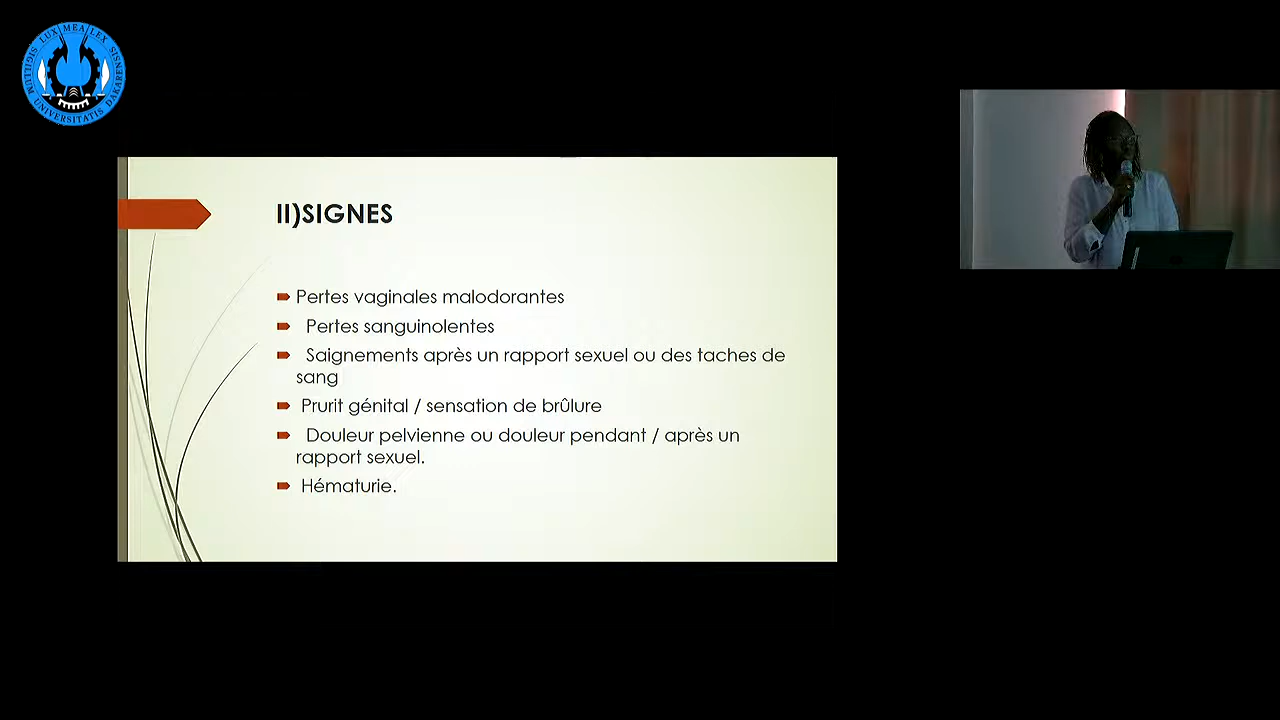 LUX MEA LEX
SIGILLUM UNIVERSITATIS DAKARENSIS
II)SIGNES
Pertes vaginales malodorantes
Pertes sanguinolentes
Saignements après un rapport sexuel ou des taches de
sang
Prurit génital / sensation de brûlure
Douleur pelvienne ou douleur pendant / après un
rapport sexuel.
Hématurie.